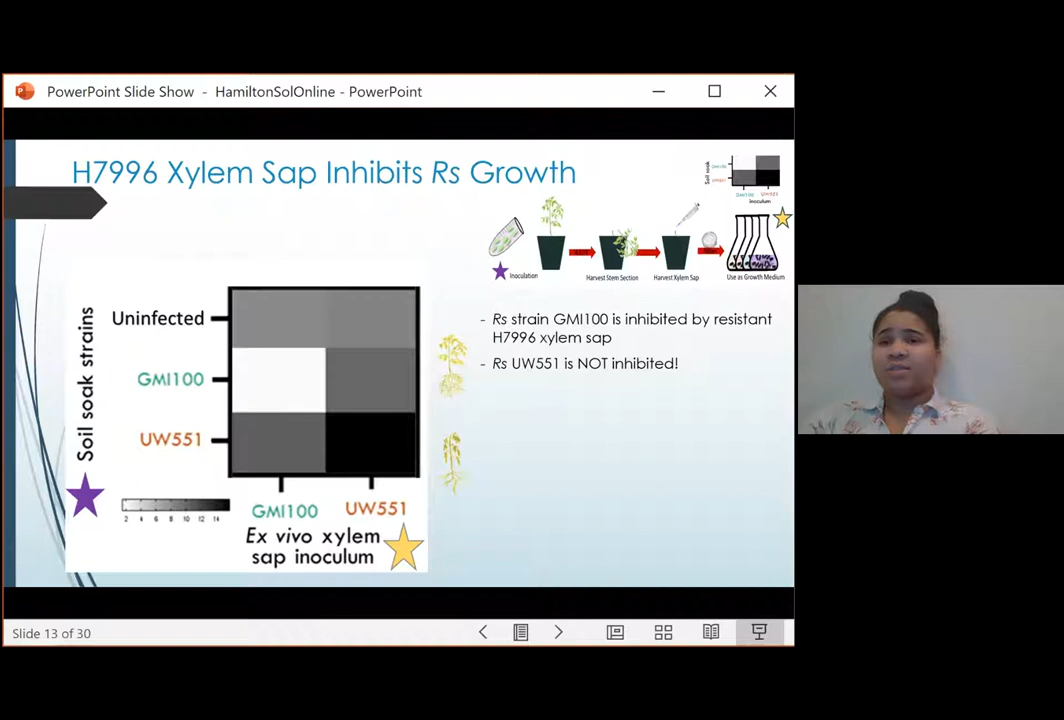 PowerPoint Slide Show - HamiltonSolOnline - PowerPoint
H7996 Xylem Sap Inhibits Rs Growth
Soil soak
inoculum
Inoculation
Harvest Stem Section
Harvest Xylem Sap
Use as Growth Medium
Soil soak strains
Uninfected
GMI100
UW551
2 4 6 8 10 12 14
GMI100
UW551
Ex vivo xylem
sap inoculum
- Rs strain GMI100 is inhibited by resistant
H7996 xylem sap
- Rs UW551 is NOT inhibited!
Slide 13 of 30